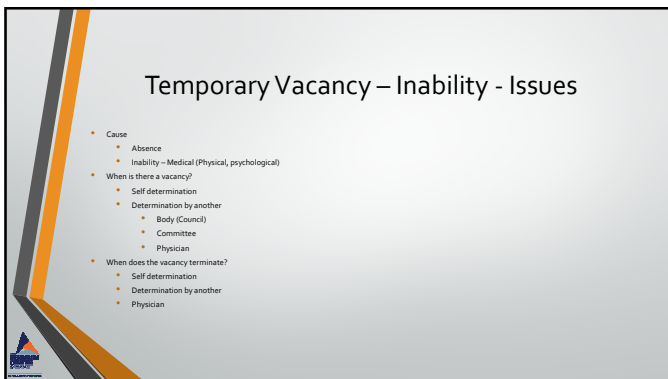 Temporary Vacancy – Inability - Issues
• Cause
• Absence
• Inability – Medical (Physical, psychological)
• When is there a vacancy?
• Self determination
• Determination by another
• Body (Council)
• Committee
• Physician
• When does the vacancy terminate?
• Self determination
• Determination by another
• Physician